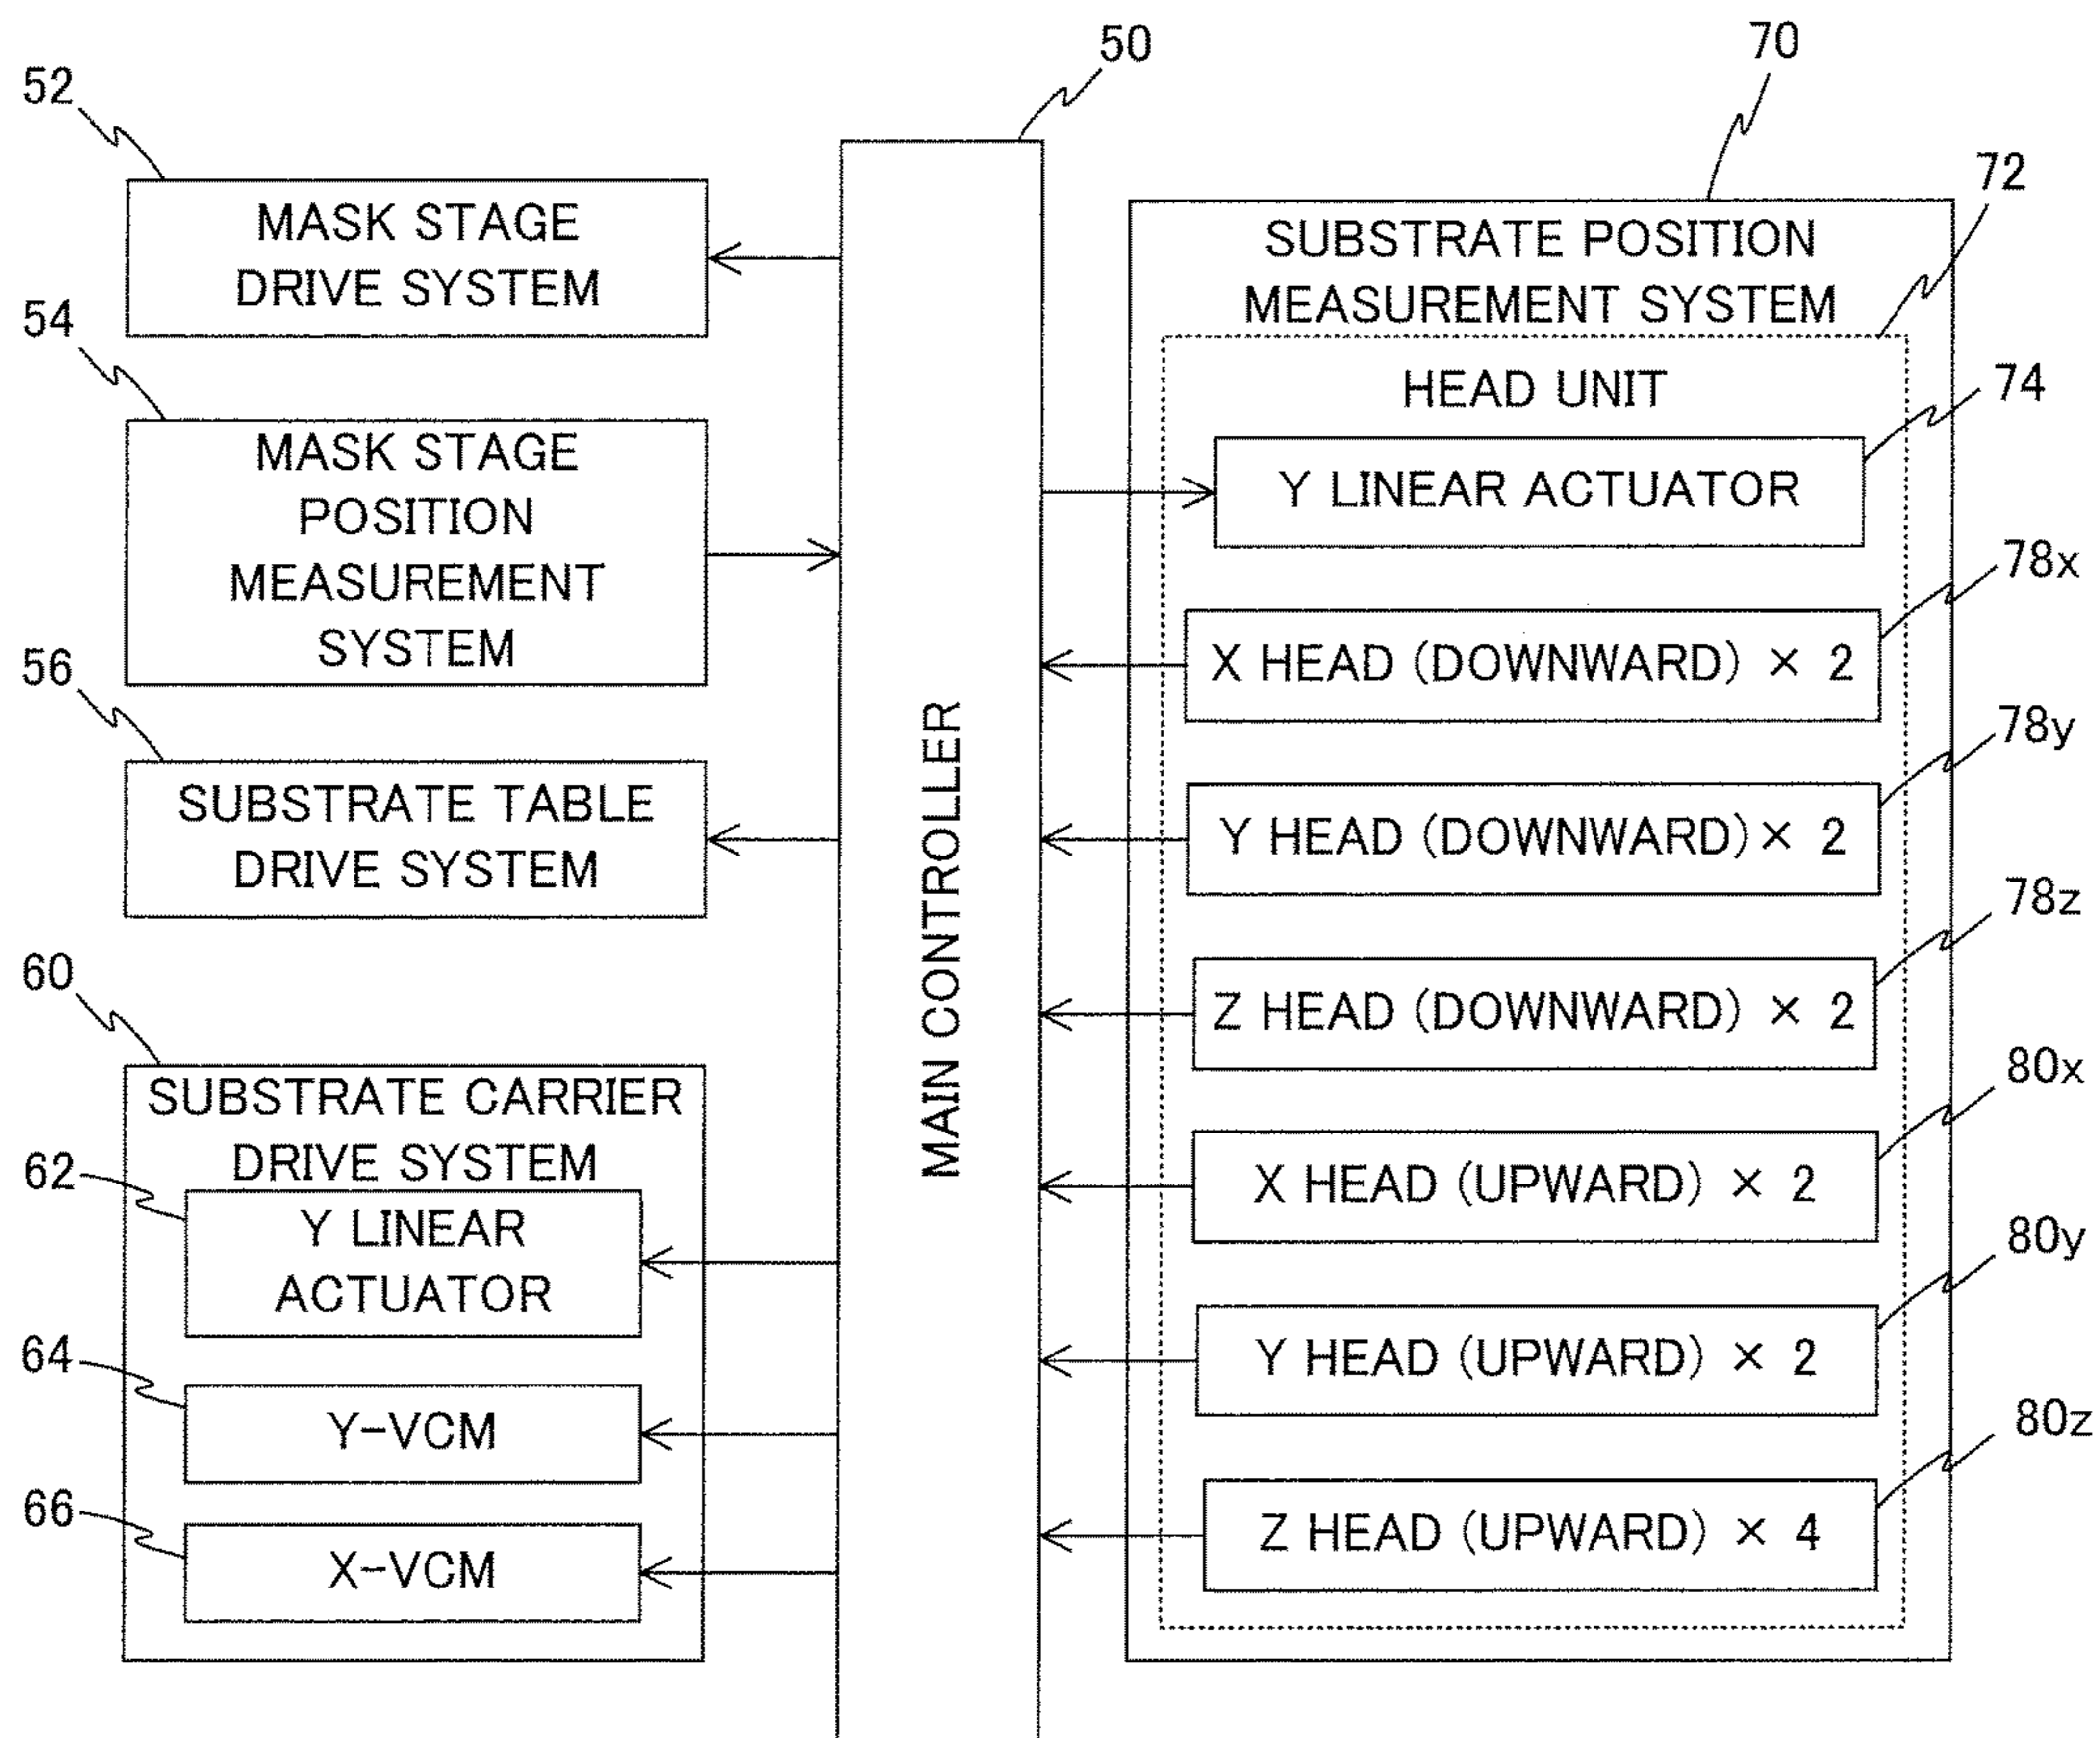 50
70
52
72
MASK STAGE
DRIVE SYSTEM
54
MASK STAGE
POSITION
MEASUREMENT
SYSTEM
56
SUBSTRATE TABLE
DRIVE SYSTEM
60
SUBSTRATE CARRIER
DRIVE SYSTEM
62
Y LINEAR
ACTUATOR
64
Y-VCM
66
X-VCM
MAIN CONTROLLER
SUBSTRATE POSITION
MEASUREMENT SYSTEM
HEAD UNIT
74
Y LINEAR ACTUATOR
78x
X HEAD (DOWNWARD) × 2
78y
Y HEAD (DOWNWARD) × 2
78z
Z HEAD (DOWNWARD) × 2
80x
X HEAD (UPWARD) × 2
80y
Y HEAD (UPWARD) × 2
80z
Z HEAD (UPWARD) × 4